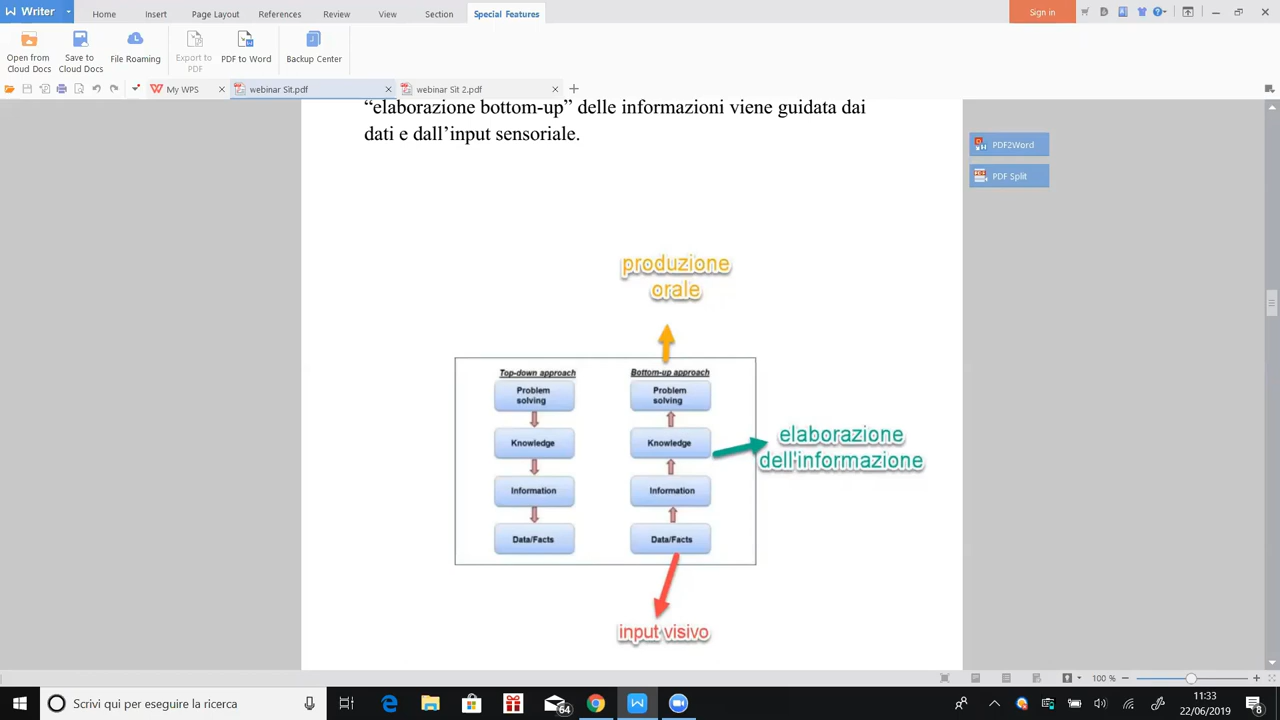 Writer
Home
Insert
Page Layout
References
Review
View
Section
Special Features
Sign in
Open from
Cloud Docs
Save to
Cloud Docs
File Roaming
Export to
PDF
PDF to Word
Backup Center
My WPS
webinar Sit.pdf
webinar Sit 2.pdf
“elaborazione bottom-up” delle informazioni viene guidata dai
dati e dall’input sensoriale.
PDF2Word
PDF Split
produzione
orale
Top-down approach
Bottom-up approach
Problem
solving
Problem
solving
Knowledge
Knowledge
elaborazione
dell'informazione
Information
Information
Data/Facts
Data/Facts
input visivo
100 %
Scrivi qui per eseguire la ricerca
64
11:33
22/06/2019
8